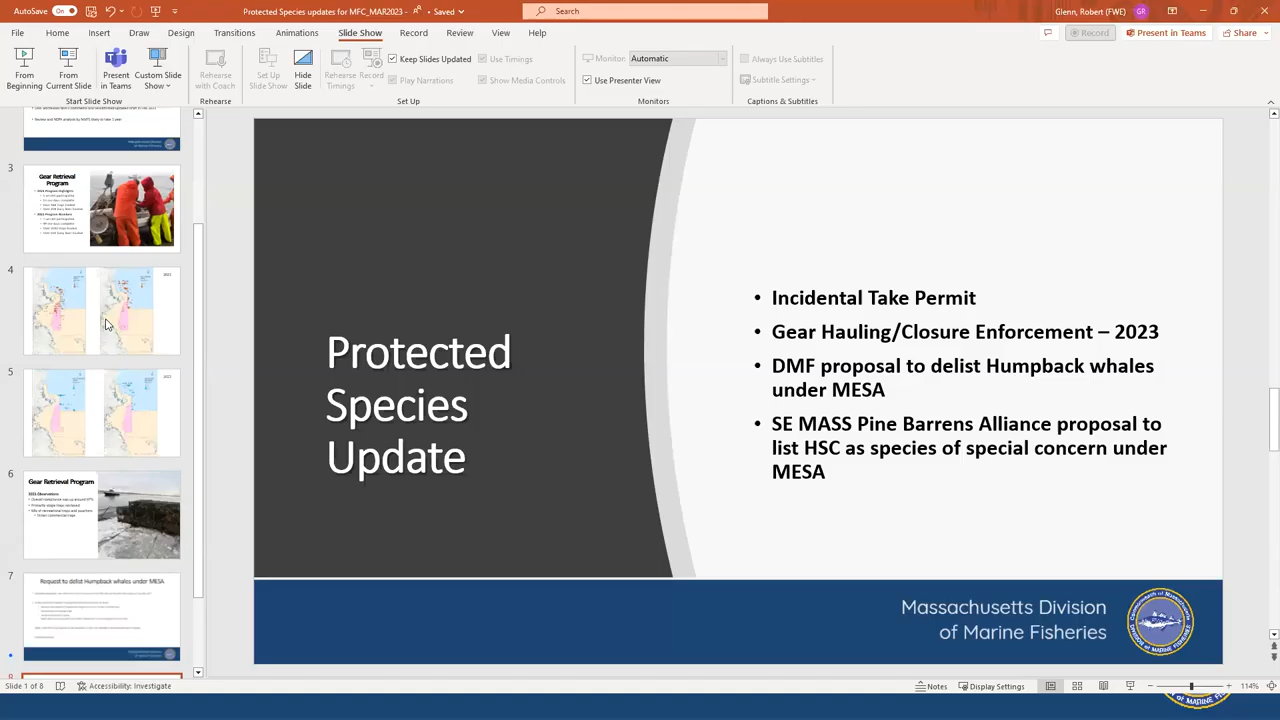 AutoSave On
Protected Species updates for MFC_MAR2023 • Saved
Search
Glenn, Robert (FWE) GR
File Home Insert Draw Design Transitions Animations Slide Show Record Review View Help
Record Present in Teams Share
From Beginning
From Current Slide
Present in Teams
Custom Slide Show
Start Slide Show
Rehearse with Coach
Rehearse
Set Up Slide Show
Hide Slide
Rehearse Timings
Record
Keep Slides Updated
Play Narrations
Use Timings
Show Media Controls
Set Up
Monitor: Automatic
Use Presenter View
Monitors
Always Use Subtitles
Subtitle Settings
Captions & Subtitles
3
Gear Retrieval
Program
4
5
6
Gear Retrieval Program
7
Request to delist Humpback whales under MESA
8
Protected
Species
Update
• Incidental Take Permit
• Gear Hauling/Closure Enforcement – 2023
• DMF proposal to delist Humpback whales
under MESA
• SE MASS Pine Barrens Alliance proposal to
list HSC as species of special concern under
MESA
Massachusetts Division
of Marine Fisheries
Slide 1 of 8
Accessibility: Investigate
Notes
Display Settings
114%